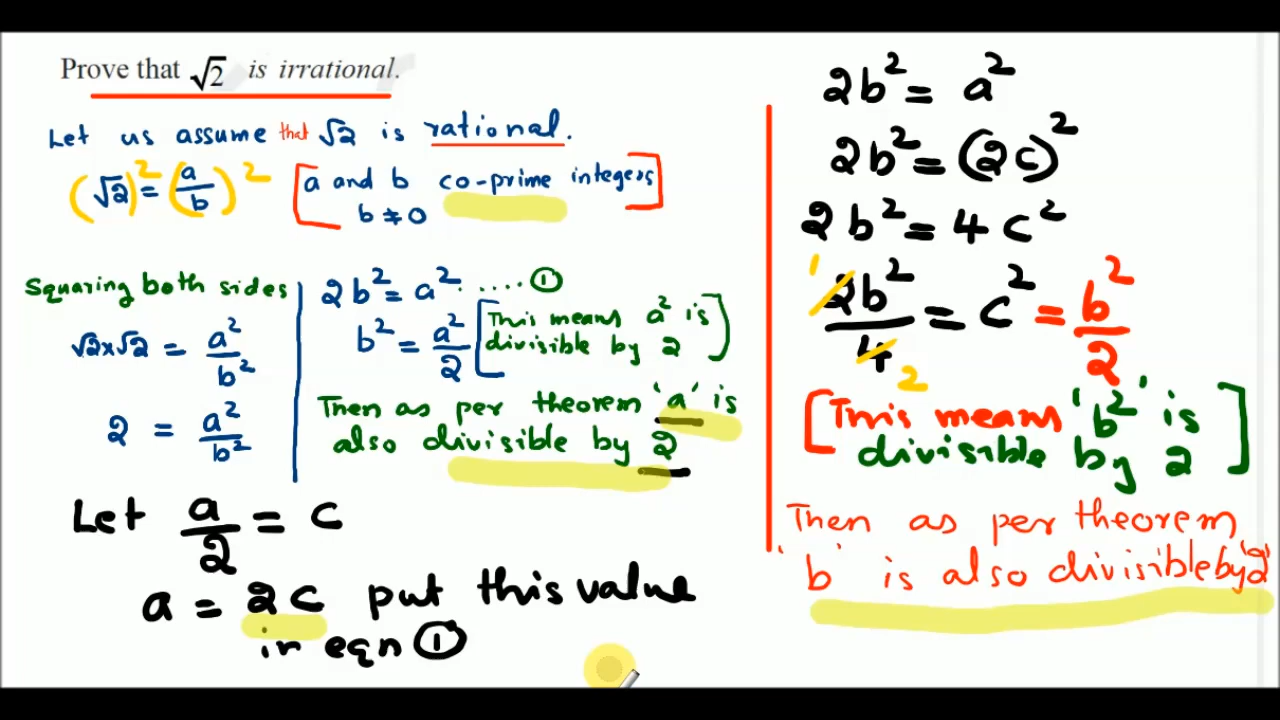 Prove that √2 is irrational.
Let us assume that √2 is rational.
(√2)² = (a/b)² [a and b co-prime integers
b ≠ 0]
Squaring both sides
√2×√2 = a²/b²
2 = a²/b²
2b² = a² ...... ①
b² = a²/2 [This means a² is
divisible by 2]
Then as per theorem 'a' is
also divisible by 2
Let a/2 = c
a = 2c put this value
in eqn ①
2b² = a²
2b² = (2c)²
2b² = 4c²
¹2b²/4₂ = c² = b²/2
[This means 'b²' is
divisible by 2]
Then as per theorem
'b' is also divisible by '2'